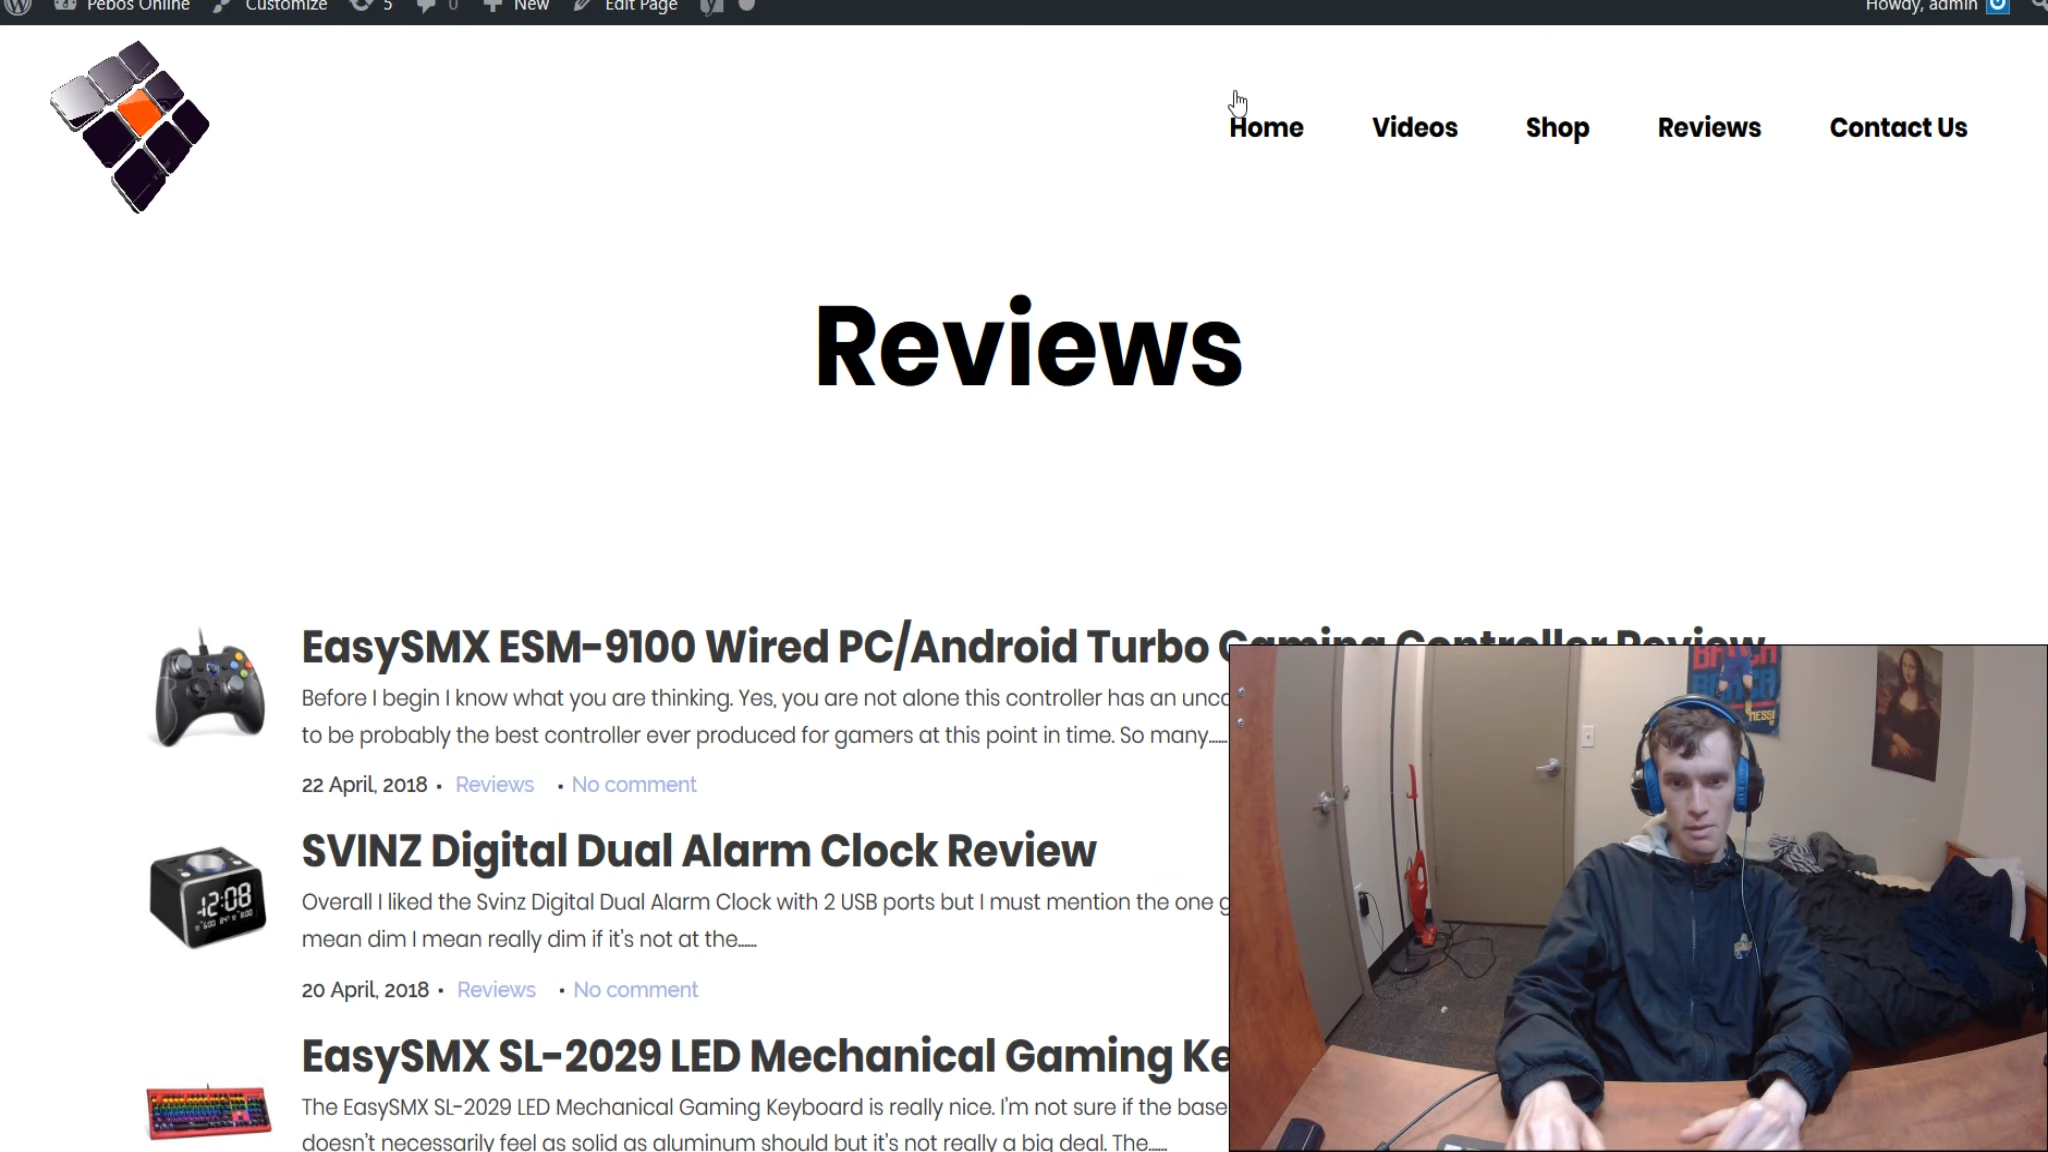 Pebos Online Customize 5 0 New Edit Page Howdy, admin
Home Videos Shop Reviews Contact Us
Reviews
EasySMX ESM-9100 Wired PC/Android Turbo Gaming Controller Review
Before I begin I know what you are thinking. Yes, you are not alone this controller has an
to be probably the best controller ever produced for gamers at this point in time. So many......
22 April, 2018 • Reviews • No comment
12:08
SVINZ Digital Dual Alarm Clock Review
Overall I liked the Svinz Digital Dual Alarm Clock with 2 USB ports but I must mention the one
mean dim I mean really dim if it's not at the......
20 April, 2018 • Reviews • No comment
EasySMX SL-2029 LED Mechanical Gaming
The EasySMX SL-2029 LED Mechanical Gaming Keyboard is really nice. I'm not sure if the base
doesn't necessarily feel as solid as aluminum should but it's not really a big deal. The......
MESSI